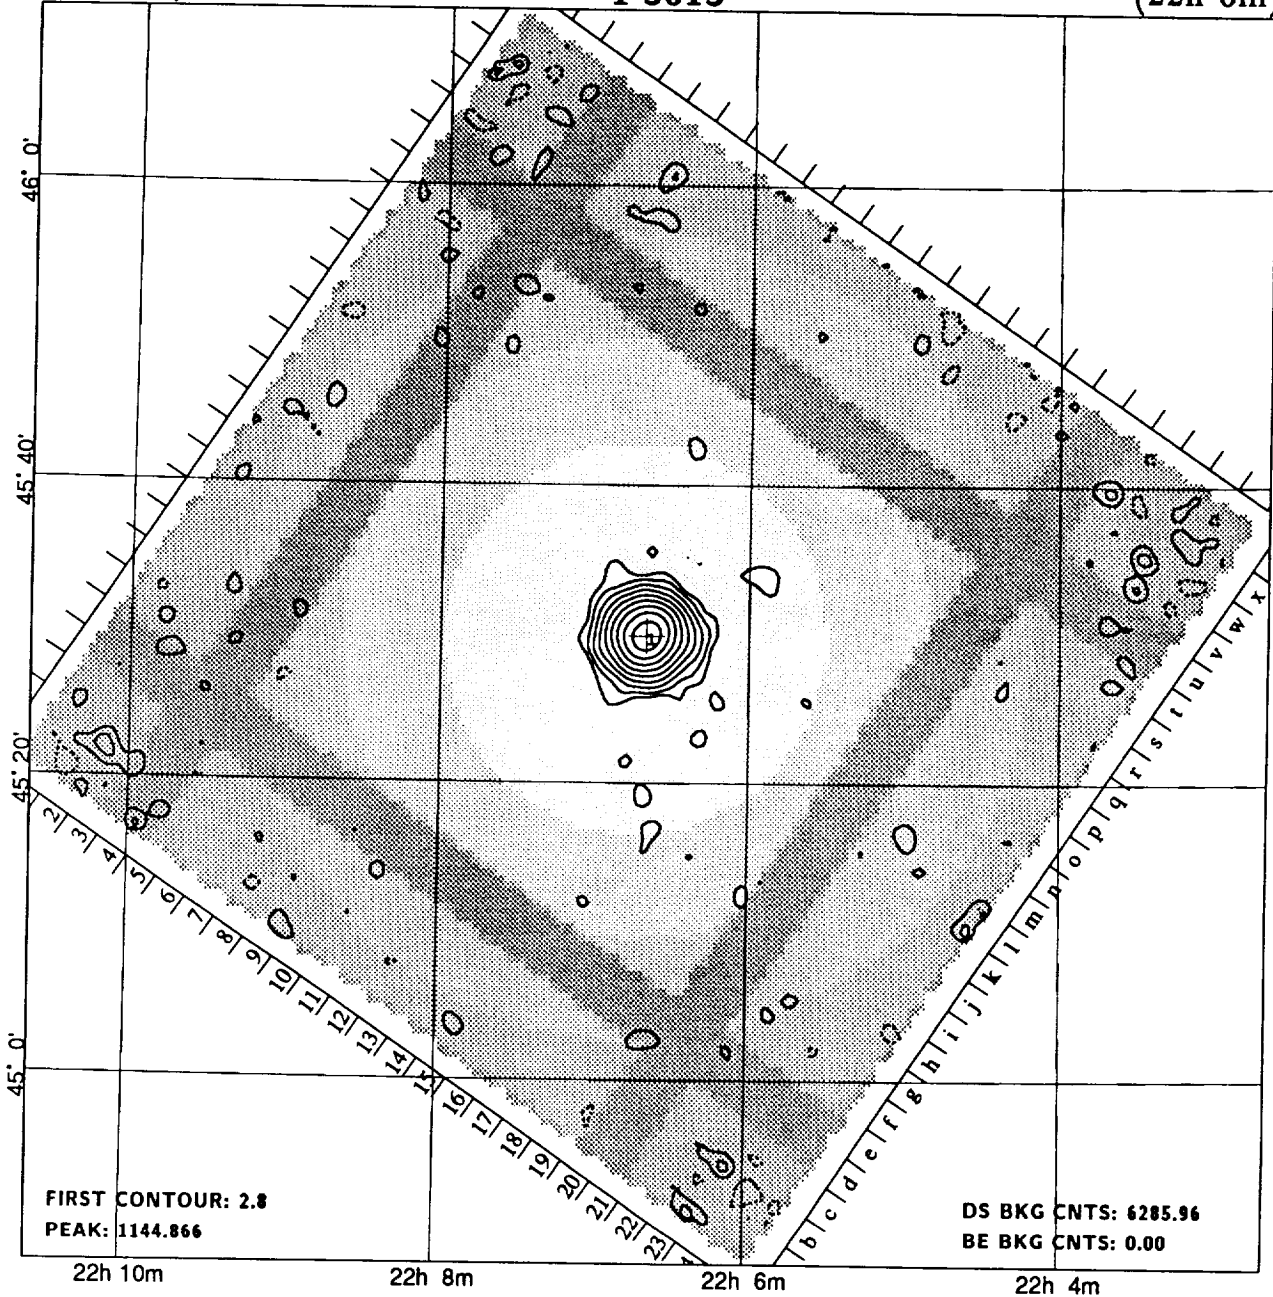 46° 0'
45° 40'
45° 20'
45° 0'
2 3 4 5 6 7 8 9 10 11 12 13 14 15 16 17 18 19 20 21 22 23
b c d e f g h i j k l m n o p q r s t u v w x
FIRST CONTOUR: 2.8
PEAK: 1144.866
DS BKG CNTS: 6285.96
BE BKG CNTS: 0.00
22h 10m
22h 8m
22h 6m
22h 4m